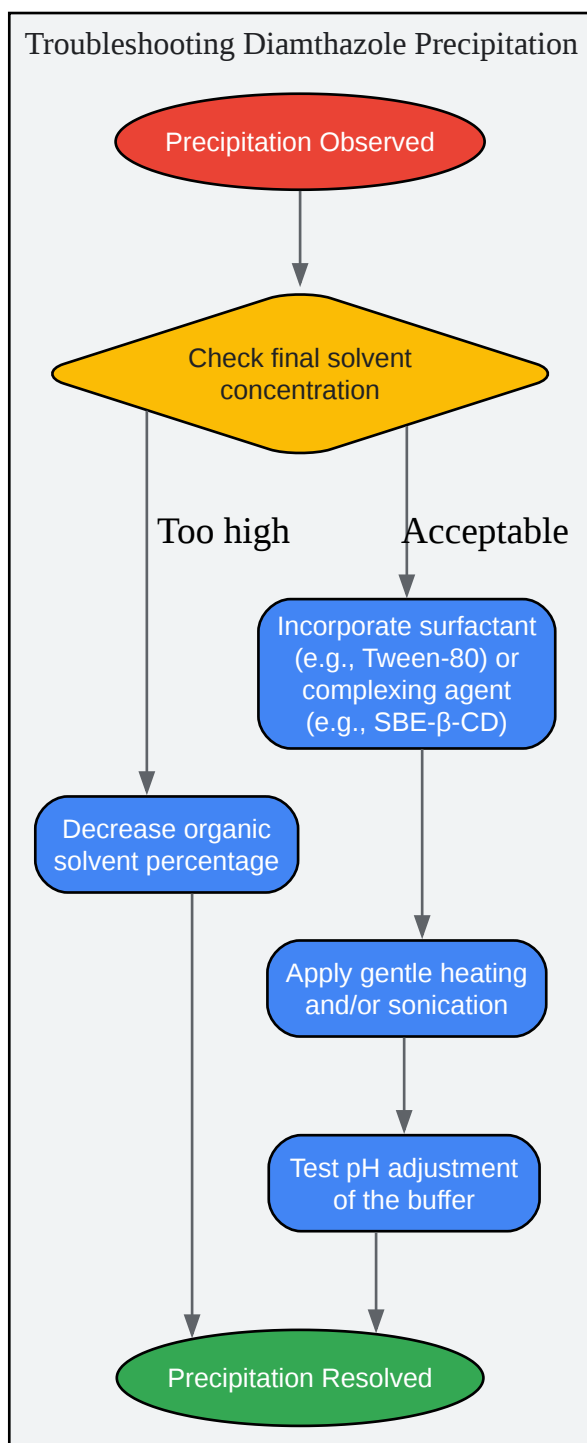 Troubleshooting Diamthazole Precipitation
Precipitation Observed
Check final solvent
concentration
Too high
Acceptable
Incorporate surfactant
(e.g., Tween-80) or
complexing agent
(e.g., SBE-β-CD)
Decrease organic
solvent percentage
Apply gentle heating
and/or sonication
Test pH adjustment
of the buffer
Precipitation Resolved